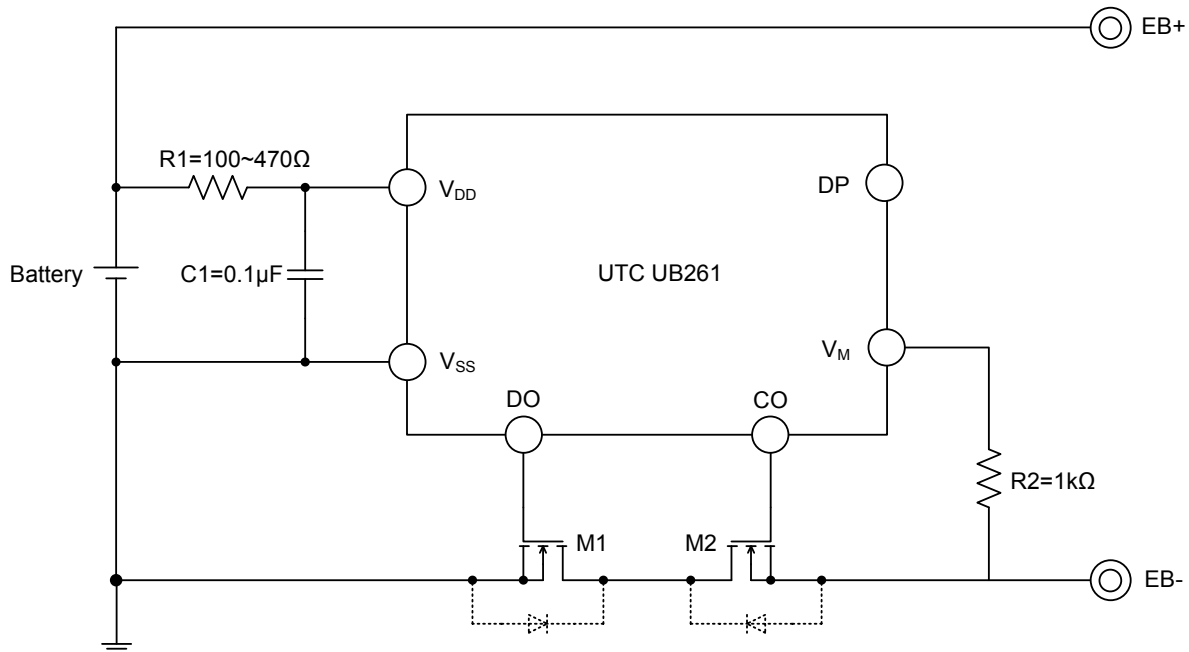 EB+
R1=100~470Ω
VDD
DP
Battery
C1=0.1µF
UTC UB261
VM
VSS
DO
CO
R2=1kΩ
M1
M2
EB-